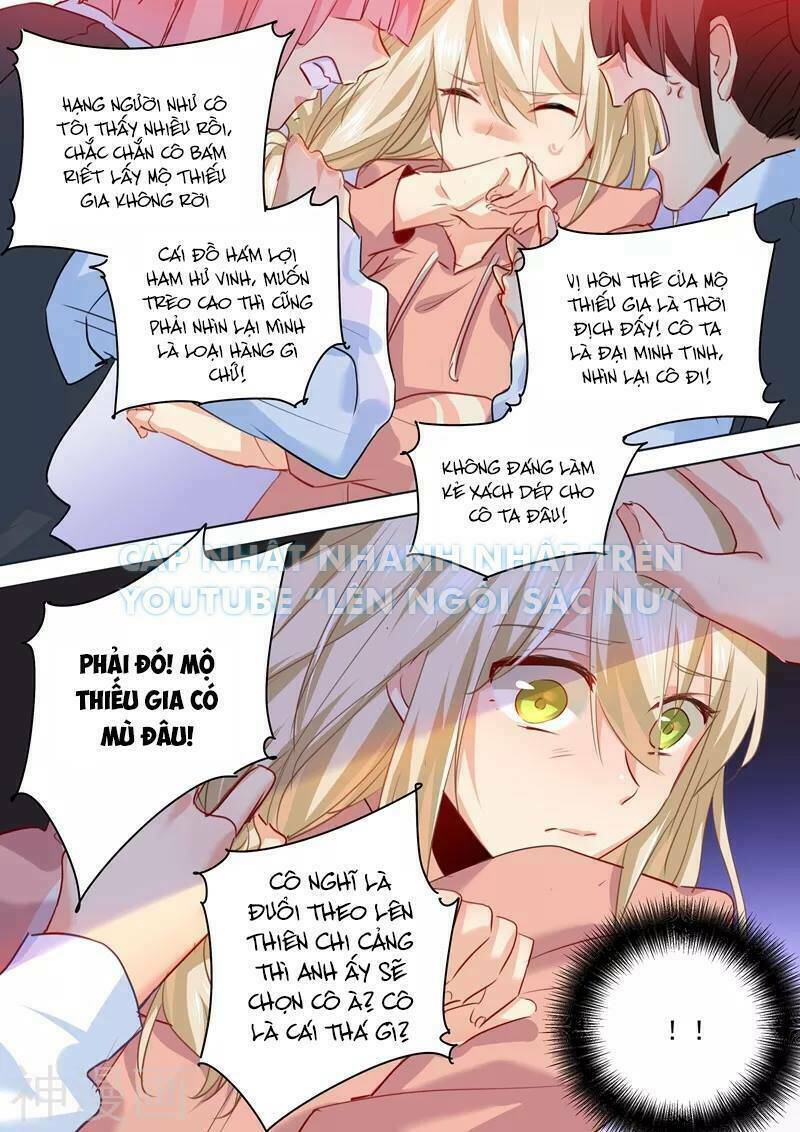 HẠNG NGƯỜI NHƯ CÔ
TÔI THẤY NHIỀU RỒI,
CHẮC CHẮN CÔ BÁM
RIẾT LẤY MỘ THIẾU
GIA KHÔNG RỜI
CÁI ĐỒ HÁM LỢI
HAM HƯ VINH, MUỐN
TRÈO CAO THÌ CŨNG
PHẢI NHÌN LẠI MÌNH
LÀ LOẠI HÀNG GÌ
CHỨ!
VỊ HÔN THÊ CỦA MỘ
THIẾU GIA LÀ THỜI
ĐỊCH ĐẤY! CÔ TA
LÀ ĐẠI MINH TINH,
NHÌN LẠI CÔ ĐI!
KHÔNG ĐÁNG LÀM
KẺ XÁCH DÉP CHO
CÔ TA ĐÂU!
CẬP NHẬT NHANH NHẤT TRÊN
YOUTUBE "LÊN NGÔI SẮC NỮ"
PHẢI ĐÓ! MỘ
THIẾU GIA CÓ
MÙ ĐÂU!
CÔ NGHĨ LÀ
ĐUỔI THEO LÊN
THIÊN CHI CẢNG
THÌ ANH ẤY SẼ
CHỌN CÔ À? CÔ
LÀ CÁI THÁ GÌ?
!!
神漫画